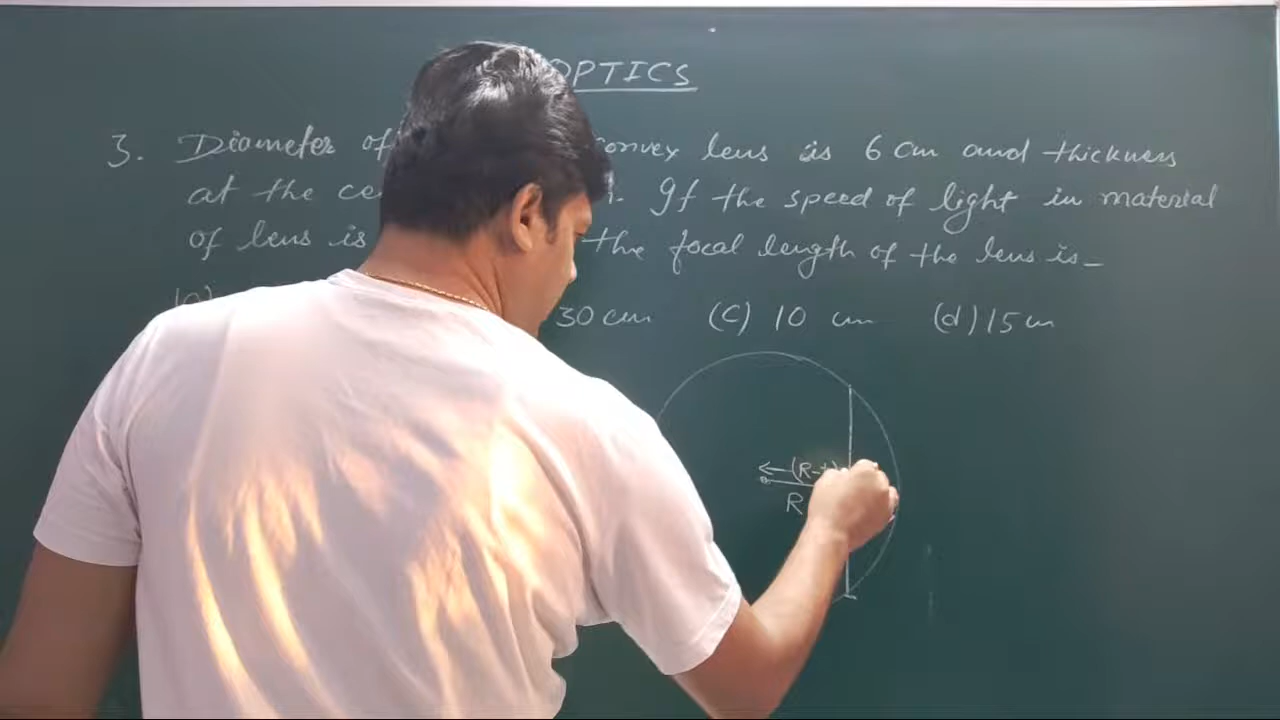 OPTICS
3. Diameter of convex lens is 6 cm and thickness
at the If the speed of light in material
of lens is the focal length of the lens is_
30 cm (c) 10 cm (d) 15 cm
(R-t)
R